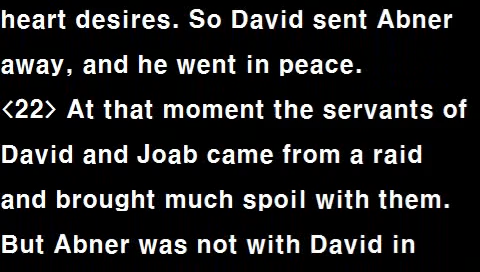 heart desires. So David sent Abner
away, and he went in peace.
<22> At that moment the servants of
David and Joab came from a raid
and brought much spoil with them.
But Abner was not with David in